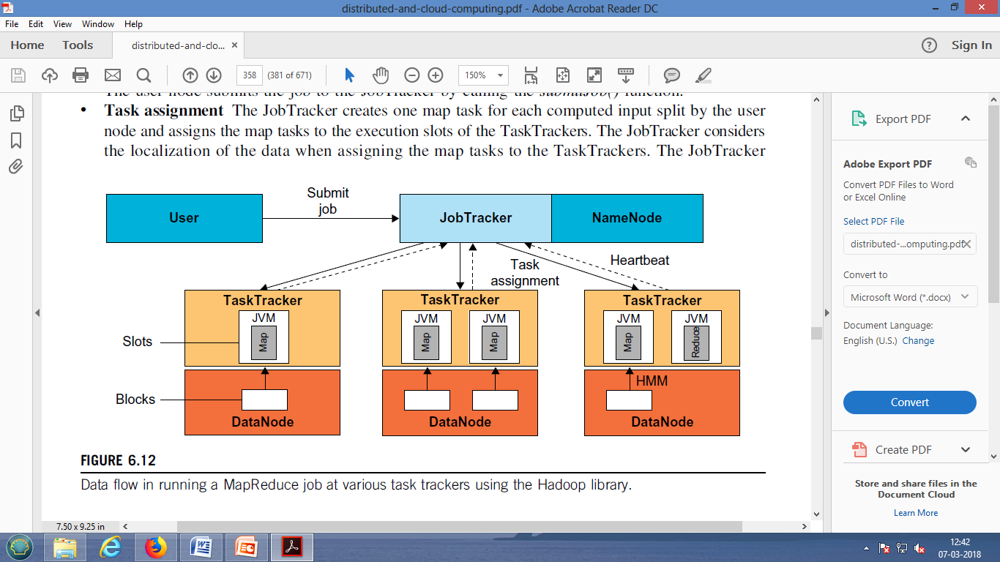 distributed-and-cloud-computing.pdf - Adobe Acrobat Reader DC
File Edit View Window Help
Home Tools distributed-and-clo... × Sign In
358 (381 of 671) 150%
The user node submits the job to the JobTracker by calling the submitJob() function.
• Task assignment The JobTracker creates one map task for each computed input split by the user
node and assigns the map tasks to the execution slots of the TaskTrackers. The JobTracker considers
the localization of the data when assigning the map tasks to the TaskTrackers. The JobTracker
Submit
job
User JobTracker NameNode
Task
assignment
Heartbeat
TaskTracker TaskTracker TaskTracker
JVM JVM JVM JVM JVM
Slots Map Map Map Map Reduce
HMM
Blocks
DataNode DataNode DataNode
FIGURE 6.12
Data flow in running a MapReduce job at various task trackers using the Hadoop library.
7.50 x 9.25 in
Export PDF
Adobe Export PDF
Convert PDF Files to Word
or Excel Online
Select PDF File
distributed-...omputing.pdf
Convert to
Microsoft Word (*.docx)
Document Language:
English (U.S.) Change
Convert
Create PDF
Store and share files in the
Document Cloud
Learn More
12:42
07-03-2018